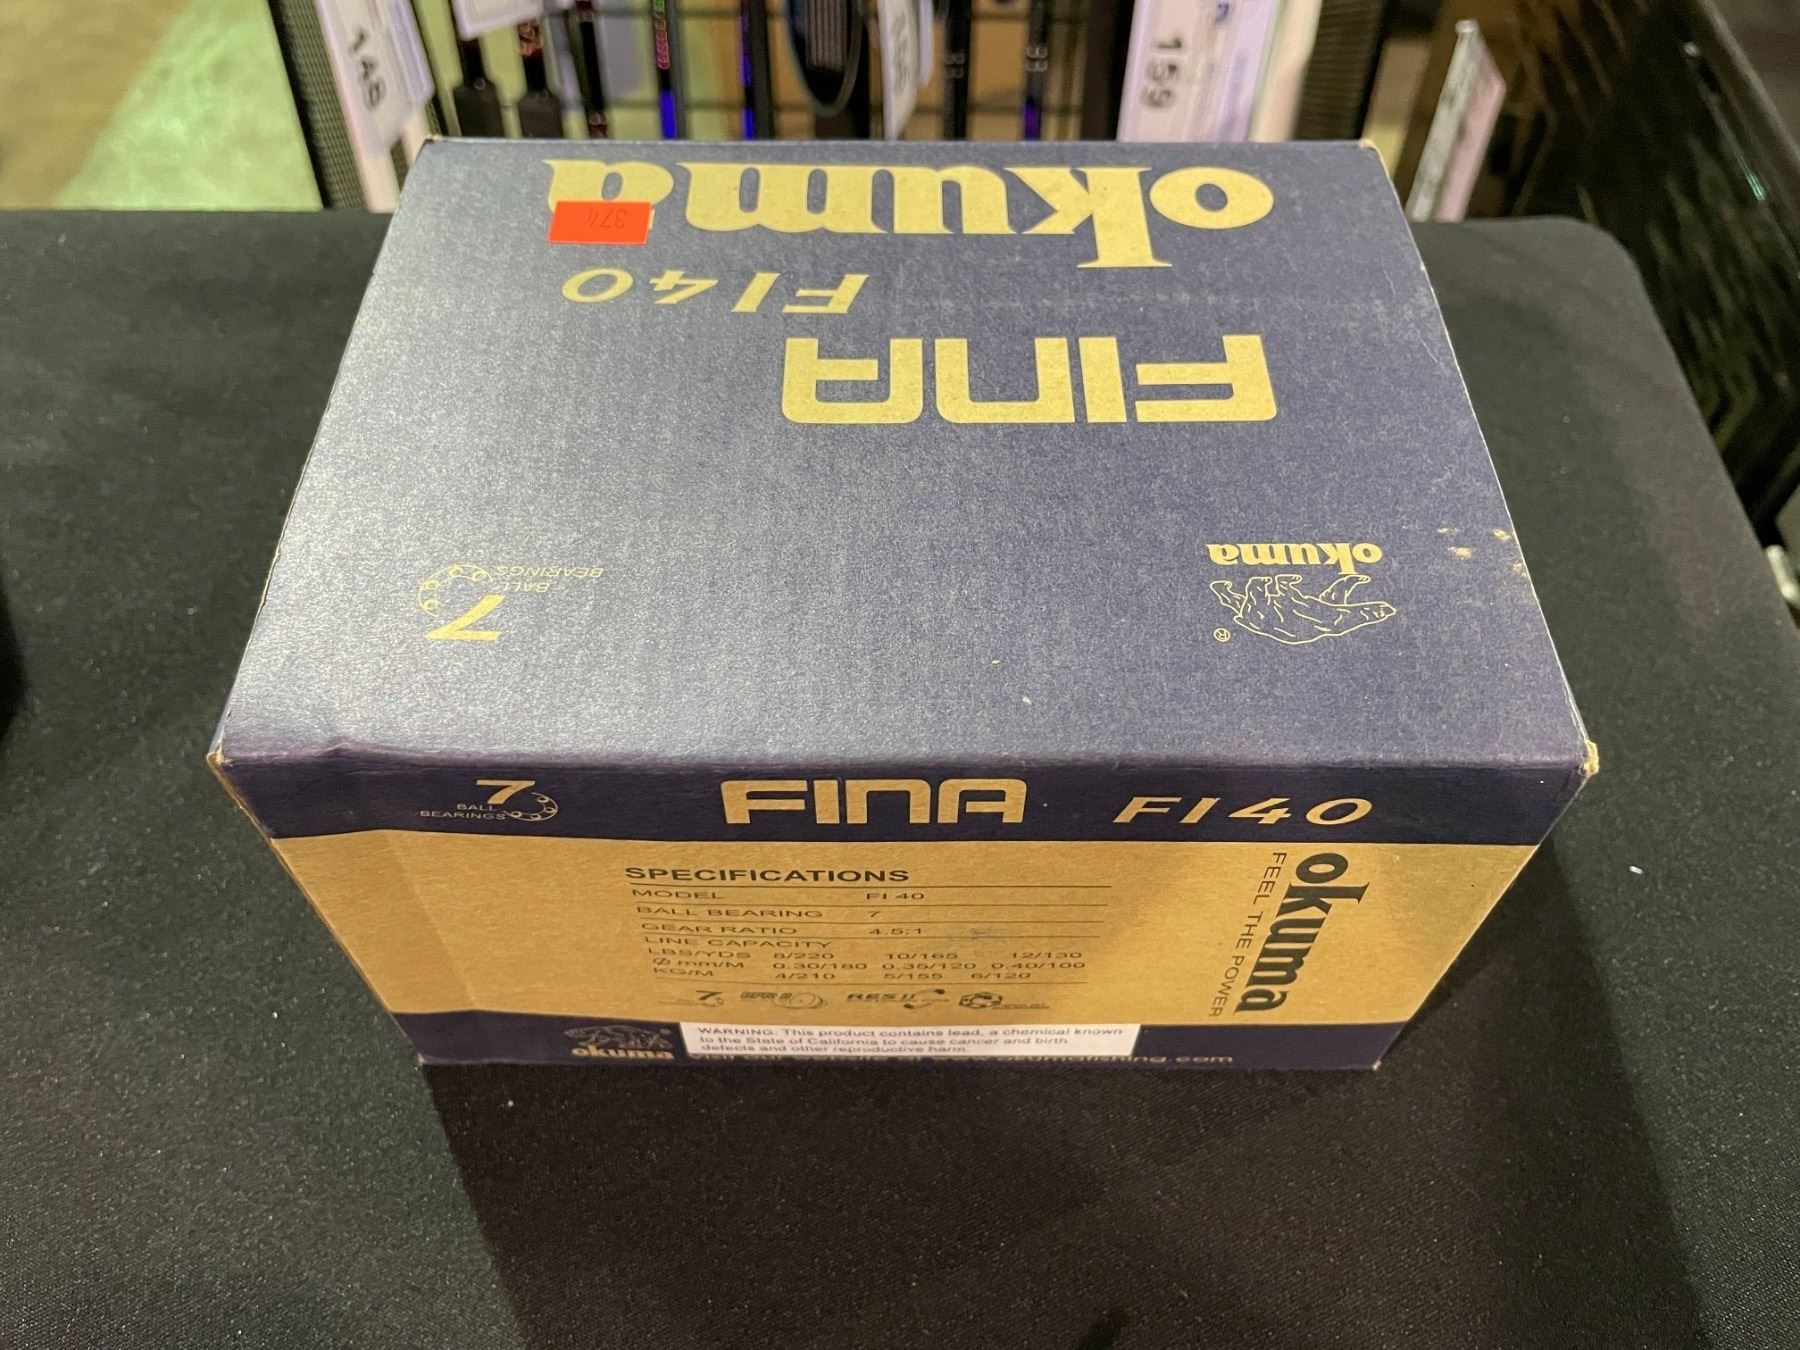 148
159
okuma
374
FI40
FINA
okuma
®
7
BALL
BEARINGS
7
BALL
BEARINGS
FINA FI40
SPECIFICATIONS
MODEL FI 40
BALL BEARING 7
GEAR RATIO 4.5:1
LINE CAPACITY
LBS/YDS 8/220 10/165 12/130
Ø mm/M 0.30/180 0.35/120 0.40/100
KG/M 4/210 5/155 6/120
7 RES II
okuma
FEEL THE POWER
okuma
WARNING: This product contains lead, a chemical known
to the State of California to cause cancer and birth
defects and other reproductive harm.